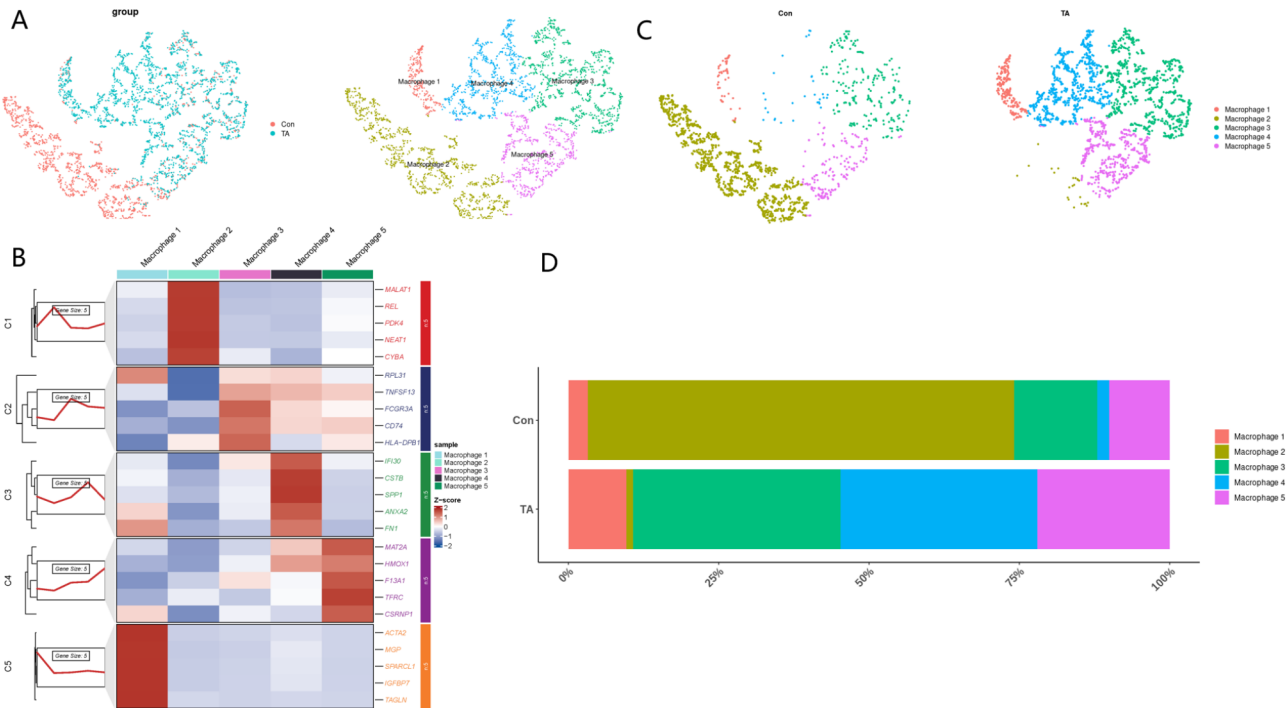 A
group
Con
TA
Macrophage 1
Macrophage 4
Macrophage 3
Macrophage 5
Macrophage 2
C
Con
TA
Macrophage 1
Macrophage 2
Macrophage 3
Macrophage 4
Macrophage 5
B
Macrophage 1
Macrophage 2
Macrophage 3
Macrophage 4
Macrophage 5
C1
Gene Size: 5
MALAT1
REL
PDK4
NEAT1
CYBA
n:5
C2
Gene Size: 5
RPL31
TNFSF13
FCGR3A
CD74
HLA-DPB1
n:5
C3
Gene Size: 5
IFI30
CSTB
SPP1
ANXA2
FN1
n:5
C4
Gene Size: 5
MAT2A
HMOX1
F13A1
TFRC
CSRNP1
n:5
C5
Gene Size: 5
ACTA2
MGP
SPARCL1
IGFBP7
TAGLN
n:5
sample
Macrophage 1
Macrophage 2
Macrophage 3
Macrophage 4
Macrophage 5
Z-score
2
1
0
−1
−2
D
Con
TA
0%
25%
50%
75%
100%
Macrophage 1
Macrophage 2
Macrophage 3
Macrophage 4
Macrophage 5